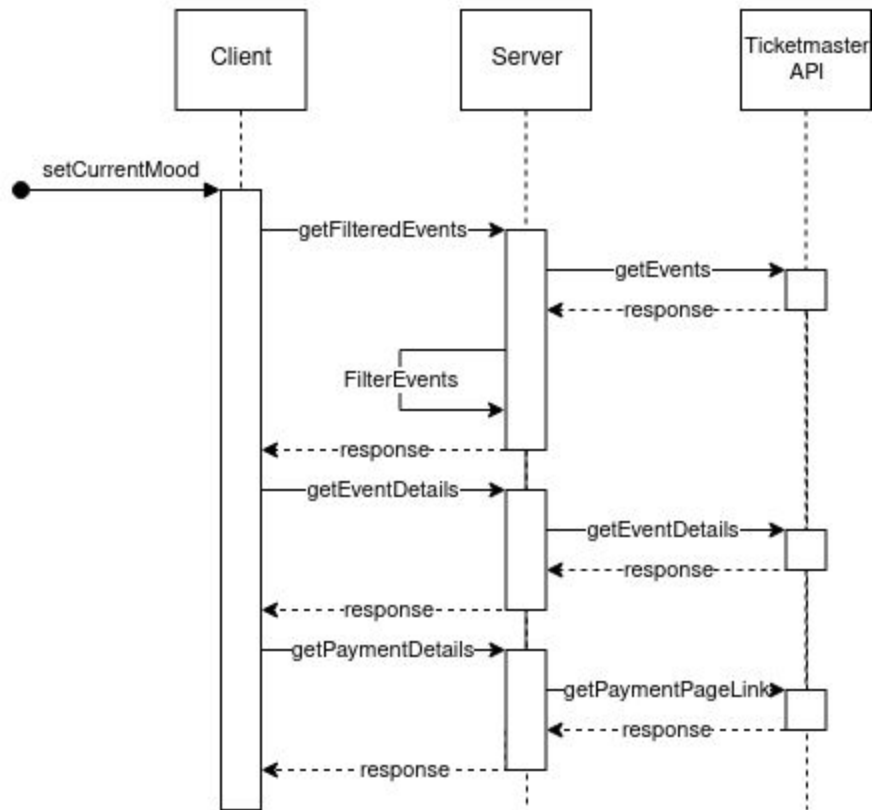 Client
Server
Ticketmaster
API
setCurrentMood
getFilteredEvents
getEvents
response
FilterEvents
response
getEventDetails
getEventDetails
response
response
getPaymentDetails
getPaymentPageLink
response
response